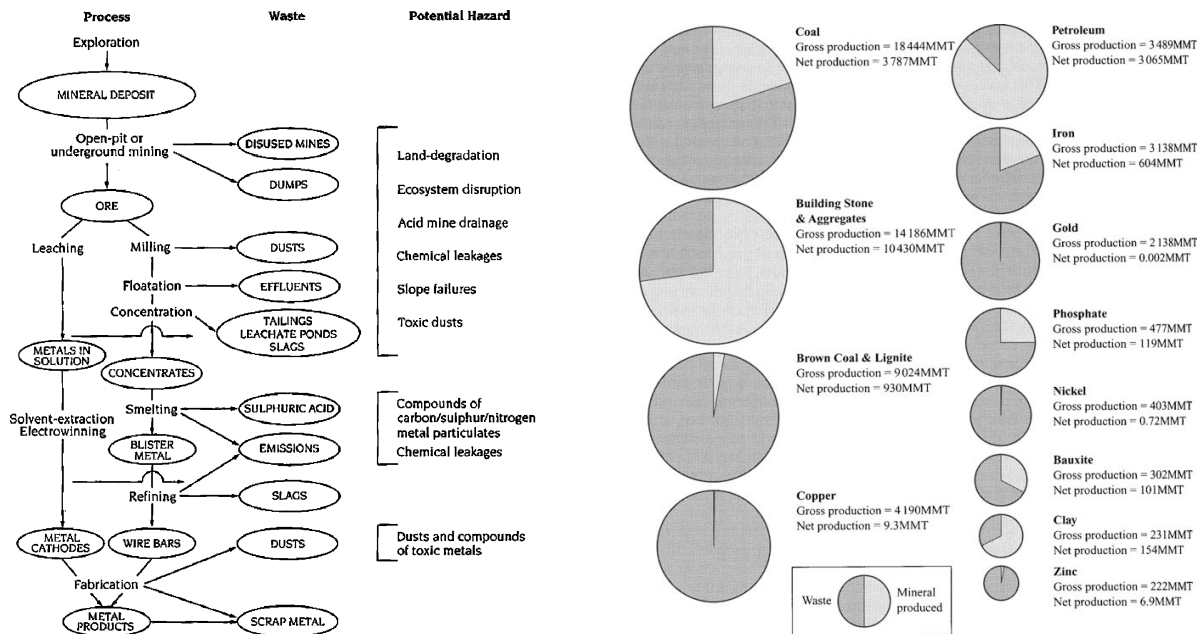 Process
Waste
Potential Hazard
Exploration
MINERAL DEPOSIT
Open-pit or
underground mining
DISUSED MINES
DUMPS
Land-degradation
Ecosystem disruption
Acid mine drainage
Chemical leakages
Slope failures
Toxic dusts
ORE
Leaching
Milling
DUSTS
Floatation
EFFLUENTS
Concentration
TAILINGS
LEACHATE PONDS
SLAGS
METALS IN
SOLUTION
CONCENTRATES
Smelting
SULPHURIC ACID
Compounds of
carbon/sulphur/nitrogen
metal particulates
Chemical leakages
Solvent-extraction
Electrowinning
BLISTER
METAL
EMISSIONS
Refining
SLAGS
METAL
CATHODES
WIRE BARS
DUSTS
Dusts and compounds
of toxic metals
Fabrication
METAL
PRODUCTS
SCRAP METAL
Coal
Gross production = 18 444MMT
Net production = 3 787MMT
Building Stone
& Aggregates
Gross production = 14 186MMT
Net production = 10 430MMT
Brown Coal & Lignite
Gross production = 9 024MMT
Net production = 930MMT
Copper
Gross production = 4 190MMT
Net production = 9.3MMT
Waste
Mineral
produced
Petroleum
Gross production = 3 489MMT
Net production = 3 065MMT
Iron
Gross production = 3 138MMT
Net production = 604MMT
Gold
Gross production = 2 138MMT
Net production = 0.002MMT
Phosphate
Gross production = 477MMT
Net production = 119MMT
Nickel
Gross production = 403MMT
Net production = 0.72MMT
Bauxite
Gross production = 302MMT
Net production = 101MMT
Clay
Gross production = 231MMT
Net production = 154MMT
Zinc
Gross production = 222MMT
Net production = 6.9MMT